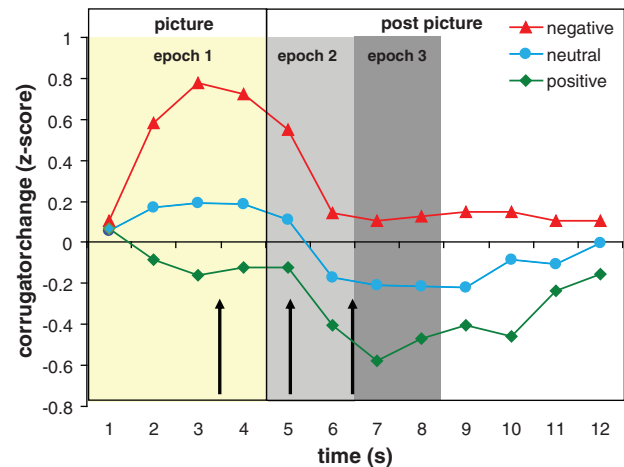 picture post picture
epoch 1 epoch 2 epoch 3
negative
neutral
positive
corrugatorchange (z-score)
1
0.8
0.6
0.4
0.2
0
-0.2
-0.4
-0.6
-0.8
1 2 3 4 5 6 7 8 9 10 11 12
time (s)